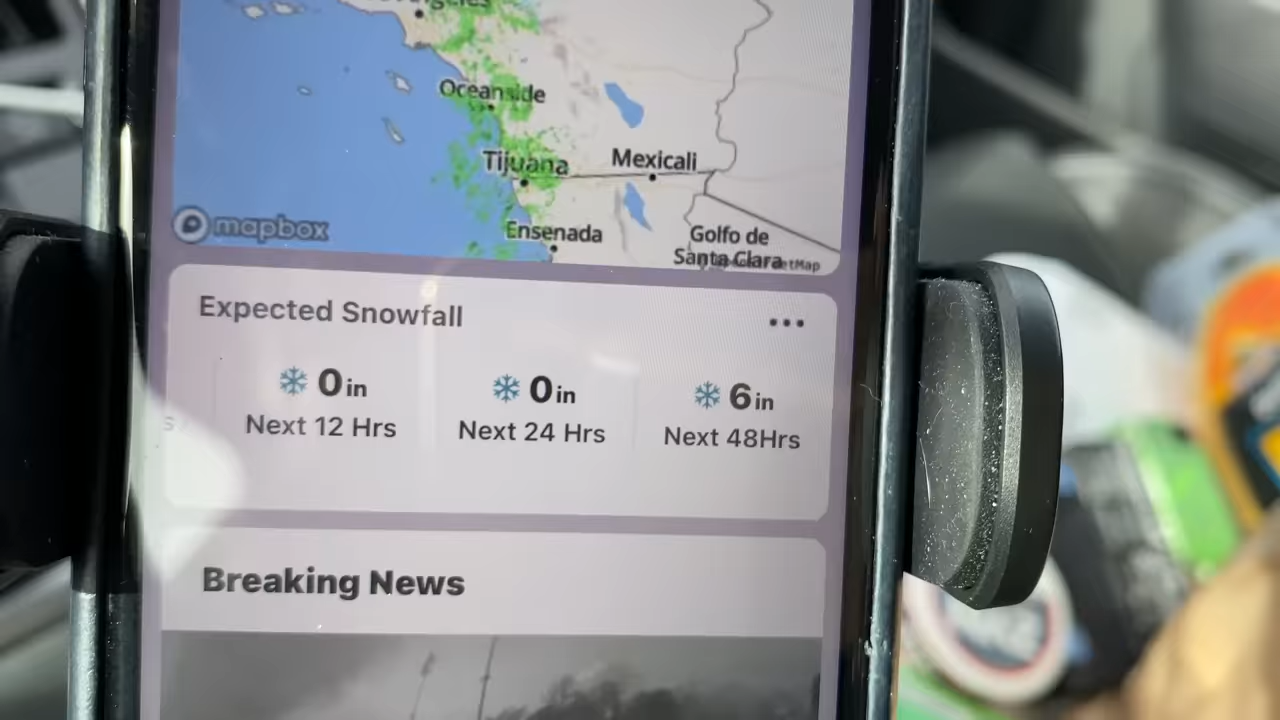 Oceanside
Tijuana
Mexicali
mapbox
Ensenada
Golfo de
Santa Clara
Expected Snowfall
0in
0in
6in
Next 12 Hrs
Next 24 Hrs
Next 48Hrs
Breaking News